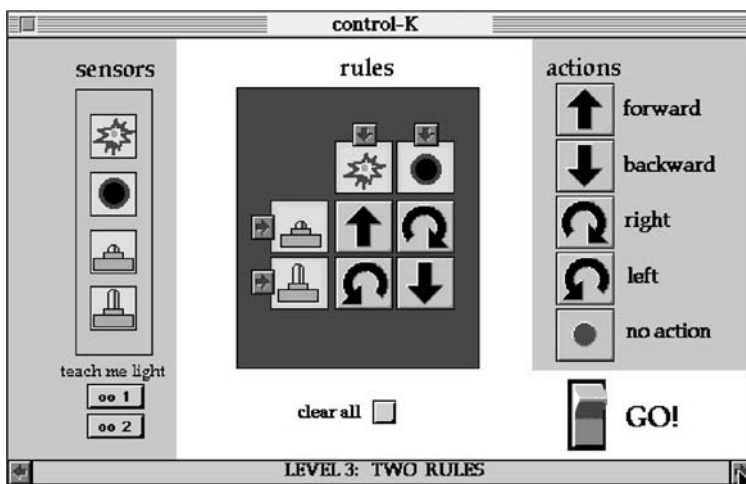 control-K
sensors
rules
actions
forward
backward
right
left
no action
teach me light
oo 1
oo 2
clear all
GO!
LEVEL 3: TWO RULES